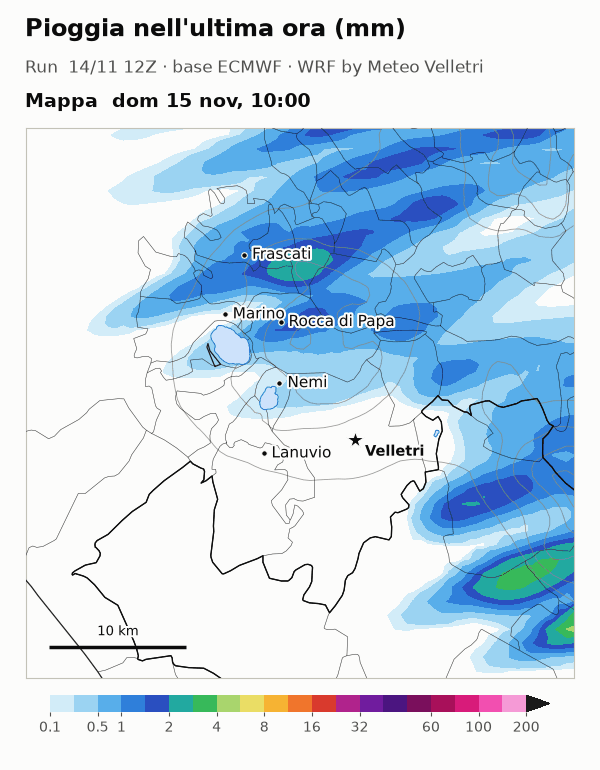 Pioggia nell'ultima ora (mm)
Run  14/11 12Z · base ECMWF · WRF by Meteo Velletri
Mappa  dom 15 nov, 10:00
Frascati
Marino
Rocca di Papa
Nemi
Velletri
Lanuvio
10 km
0.1 0.5 1 2 4 8 16 32 60 100 200